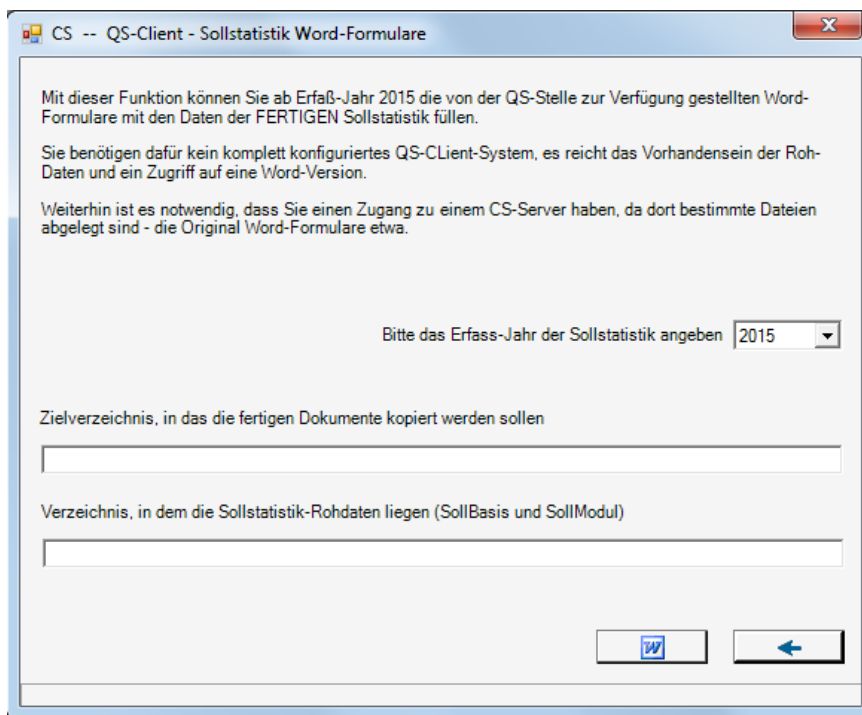 CS -- QS-Client - Sollstatistik Word-Formulare
Mit dieser Funktion können Sie ab Erfaß-Jahr 2015 die von der QS-Stelle zur Verfügung gestellten Word-
Formulare mit den Daten der FERTIGEN Sollstatistik füllen.
Sie benötigen dafür kein komplett konfiguriertes QS-CLient-System, es reicht das Vorhandensein der Roh-
Daten und ein Zugriff auf eine Word-Version.
Weiterhin ist es notwendig, dass Sie einen Zugang zu einem CS-Server haben, da dort bestimmte Dateien
abgelegt sind - die Original Word-Formulare etwa.
Bitte das Erfass-Jahr der Sollstatistik angeben 2015
Zielverzeichnis, in das die fertigen Dokumente kopiert werden sollen
Verzeichnis, in dem die Sollstatistik-Rohdaten liegen (SollBasis und SollModul)
W